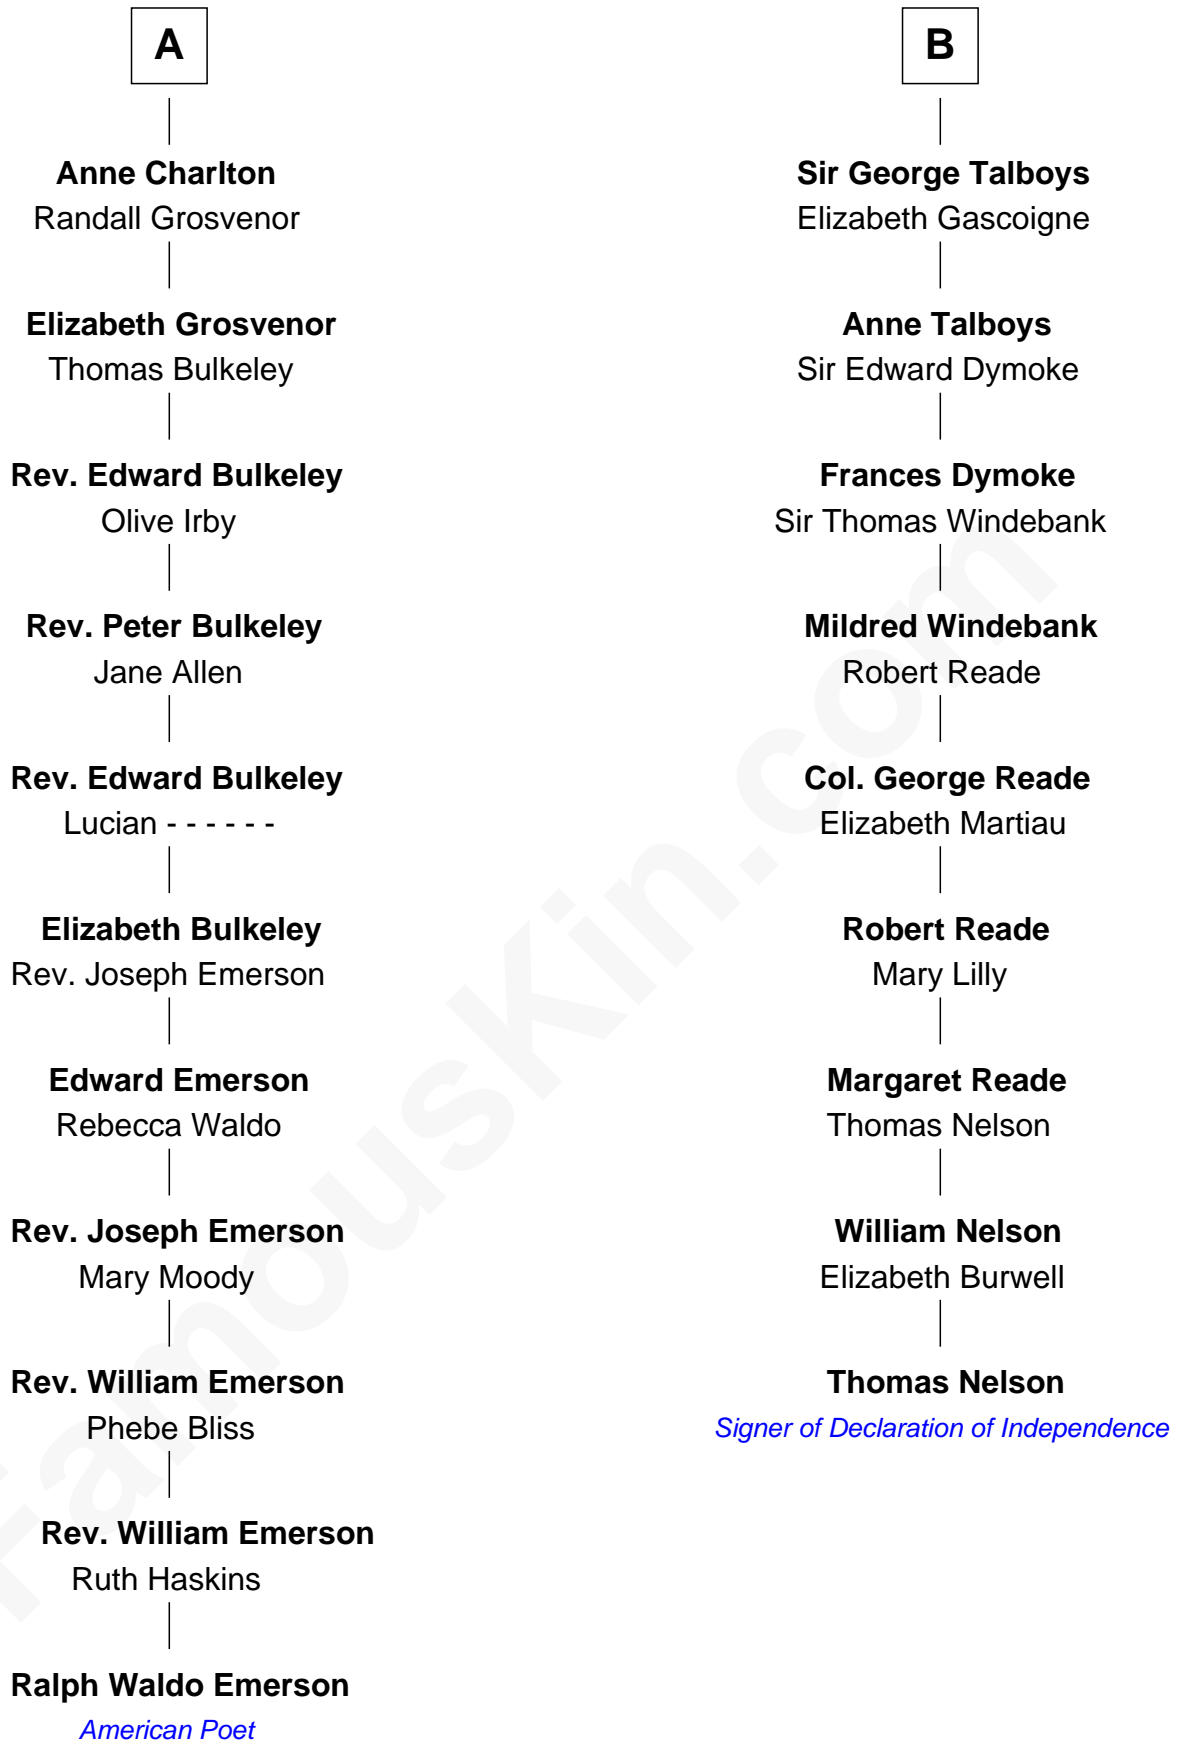 A
Anne Charlton
Randall Grosvenor
Elizabeth Grosvenor
Thomas Bulkeley
Rev. Edward Bulkeley
Olive Irby
Rev. Peter Bulkeley
Jane Allen
Rev. Edward Bulkeley
Lucian - - - - - -
Elizabeth Bulkeley
Rev. Joseph Emerson
Edward Emerson
Rebecca Waldo
Rev. Joseph Emerson
Mary Moody
Rev. William Emerson
Phebe Bliss
Rev. William Emerson
Ruth Haskins
Ralph Waldo Emerson
American Poet
B
Sir George Talboys
Elizabeth Gascoigne
Anne Talboys
Sir Edward Dymoke
Frances Dymoke
Sir Thomas Windebank
Mildred Windebank
Robert Reade
Col. George Reade
Elizabeth Martiau
Robert Reade
Mary Lilly
Margaret Reade
Thomas Nelson
William Nelson
Elizabeth Burwell
Thomas Nelson
Signer of Declaration of Independence
FamousKin.com